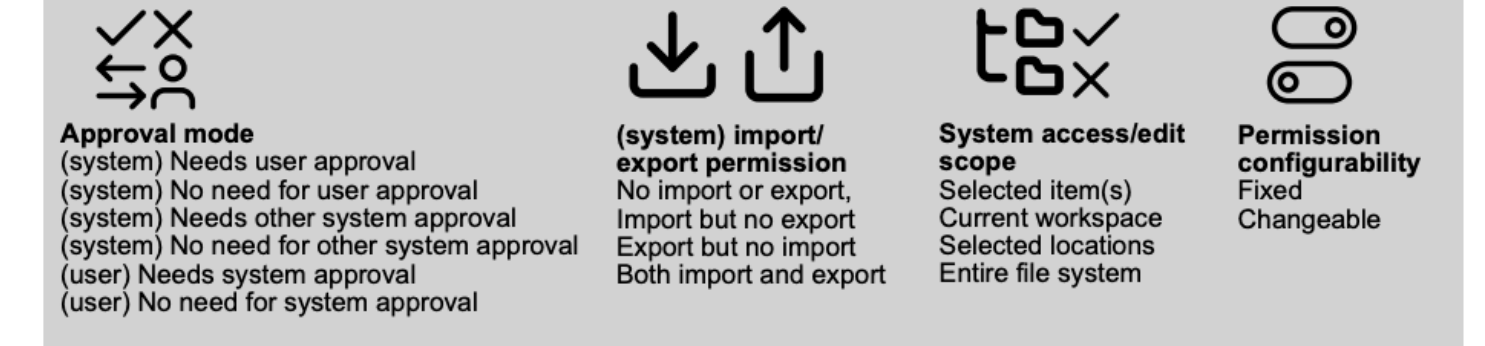 Approval mode
(system) Needs user approval
(system) No need for user approval
(system) Needs other system approval
(system) No need for other system approval
(user) Needs system approval
(user) No need for system approval
(system) import/
export permission
No import or export,
Import but no export
Export but no import
Both import and export
System access/edit
scope
Selected item(s)
Current workspace
Selected locations
Entire file system
Permission
configurability
Fixed
Changeable